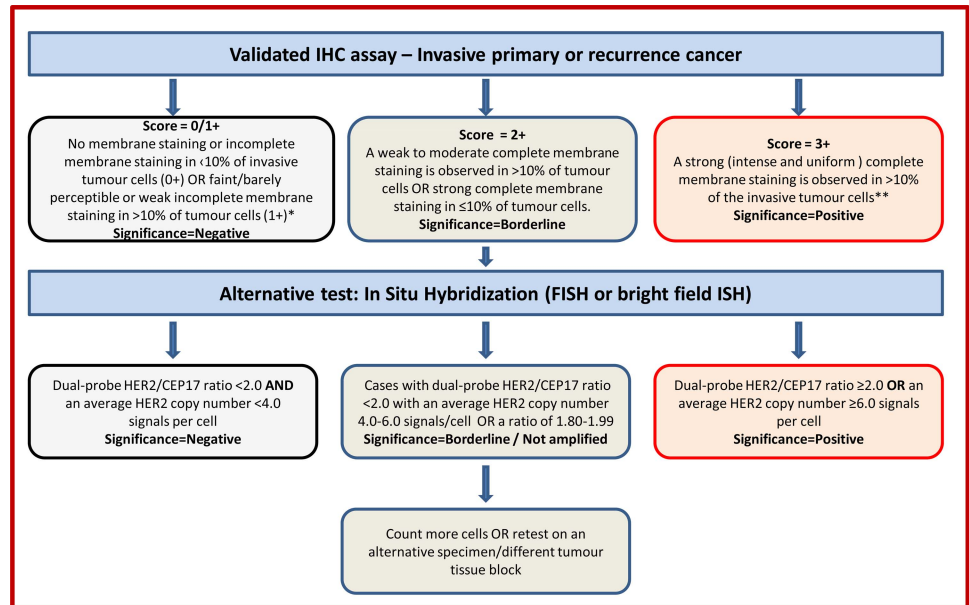 Validated IHC assay – Invasive primary or recurrence cancer
Score = 0/1+
No membrane staining or incomplete
membrane staining in <10% of invasive
tumour cells (0+) OR faint/barely
perceptible or weak incomplete membrane
staining in >10% of tumour cells (1+)*
Significance=Negative
Score = 2+
A weak to moderate complete membrane
staining is observed in >10% of tumour
cells OR strong complete membrane
staining in ≤10% of tumour cells.
Significance=Borderline
Score = 3+
A strong (intense and uniform ) complete
membrane staining is observed in >10%
of the invasive tumour cells**
Significance=Positive
Alternative test: In Situ Hybridization (FISH or bright field ISH)
Dual-probe HER2/CEP17 ratio <2.0 AND
an average HER2 copy number <4.0
signals per cell
Significance=Negative
Cases with dual-probe HER2/CEP17 ratio
<2.0 with an average HER2 copy number
4.0-6.0 signals/cell OR a ratio of 1.80-1.99
Significance=Borderline / Not amplified
Dual-probe HER2/CEP17 ratio ≥2.0 OR an
average HER2 copy number ≥6.0 signals
per cell
Significance=Positive
Count more cells OR retest on an
alternative specimen/different tumour
tissue block